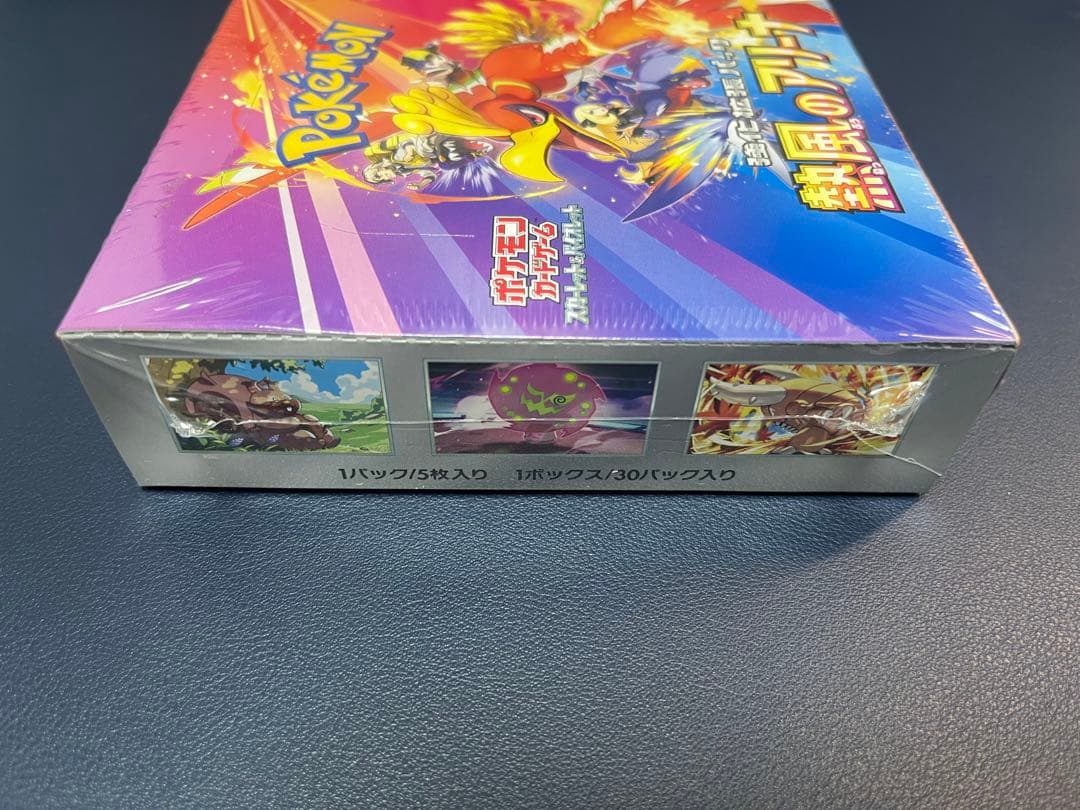 POKéMON
強化拡張パック
熱風のアリーナ
ポケモン
カードゲーム
スカーレット&バイオレット
1パック/5枚入り 1ボックス/30パック入り